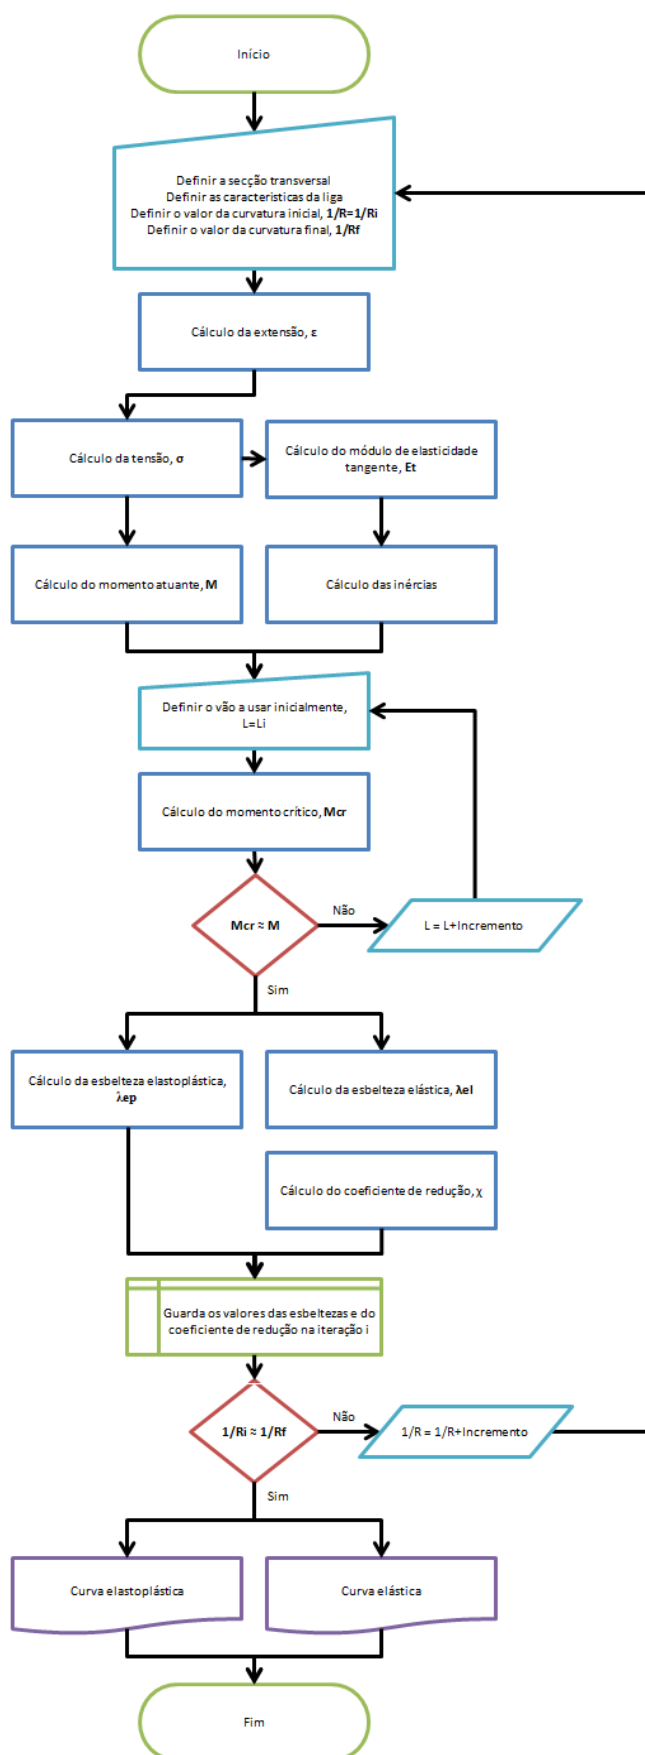 Início
Definir a secção transversal
Definir as caracteristicas da liga
Definir o valor da curvatura inicial, 1/R=1/Ri
Definir o valor da curvatura final, 1/Rf
Cálculo da extensão, ε
Cálculo da tensão, σ
Cálculo do módulo de elasticidade
tangente, Et
Cálculo do momento atuante, M
Cálculo das inércias
Definir o vão a usar inicialmente,
L=Li
Cálculo do momento crítico, Mcr
Mcr ≈ M
Não
L = L+Incremento
Sim
Cálculo da esbelteza elastoplástica,
λep
Cálculo da esbelteza elástica, λel
Cálculo do coeficiente de redução, χ
Guarda os valores das esbeltezas e do
coeficiente de redução na iteração i
1/Ri ≈ 1/Rf
Não
1/R = 1/R+Incremento
Sim
Curva elastoplástica
Curva elástica
Fim